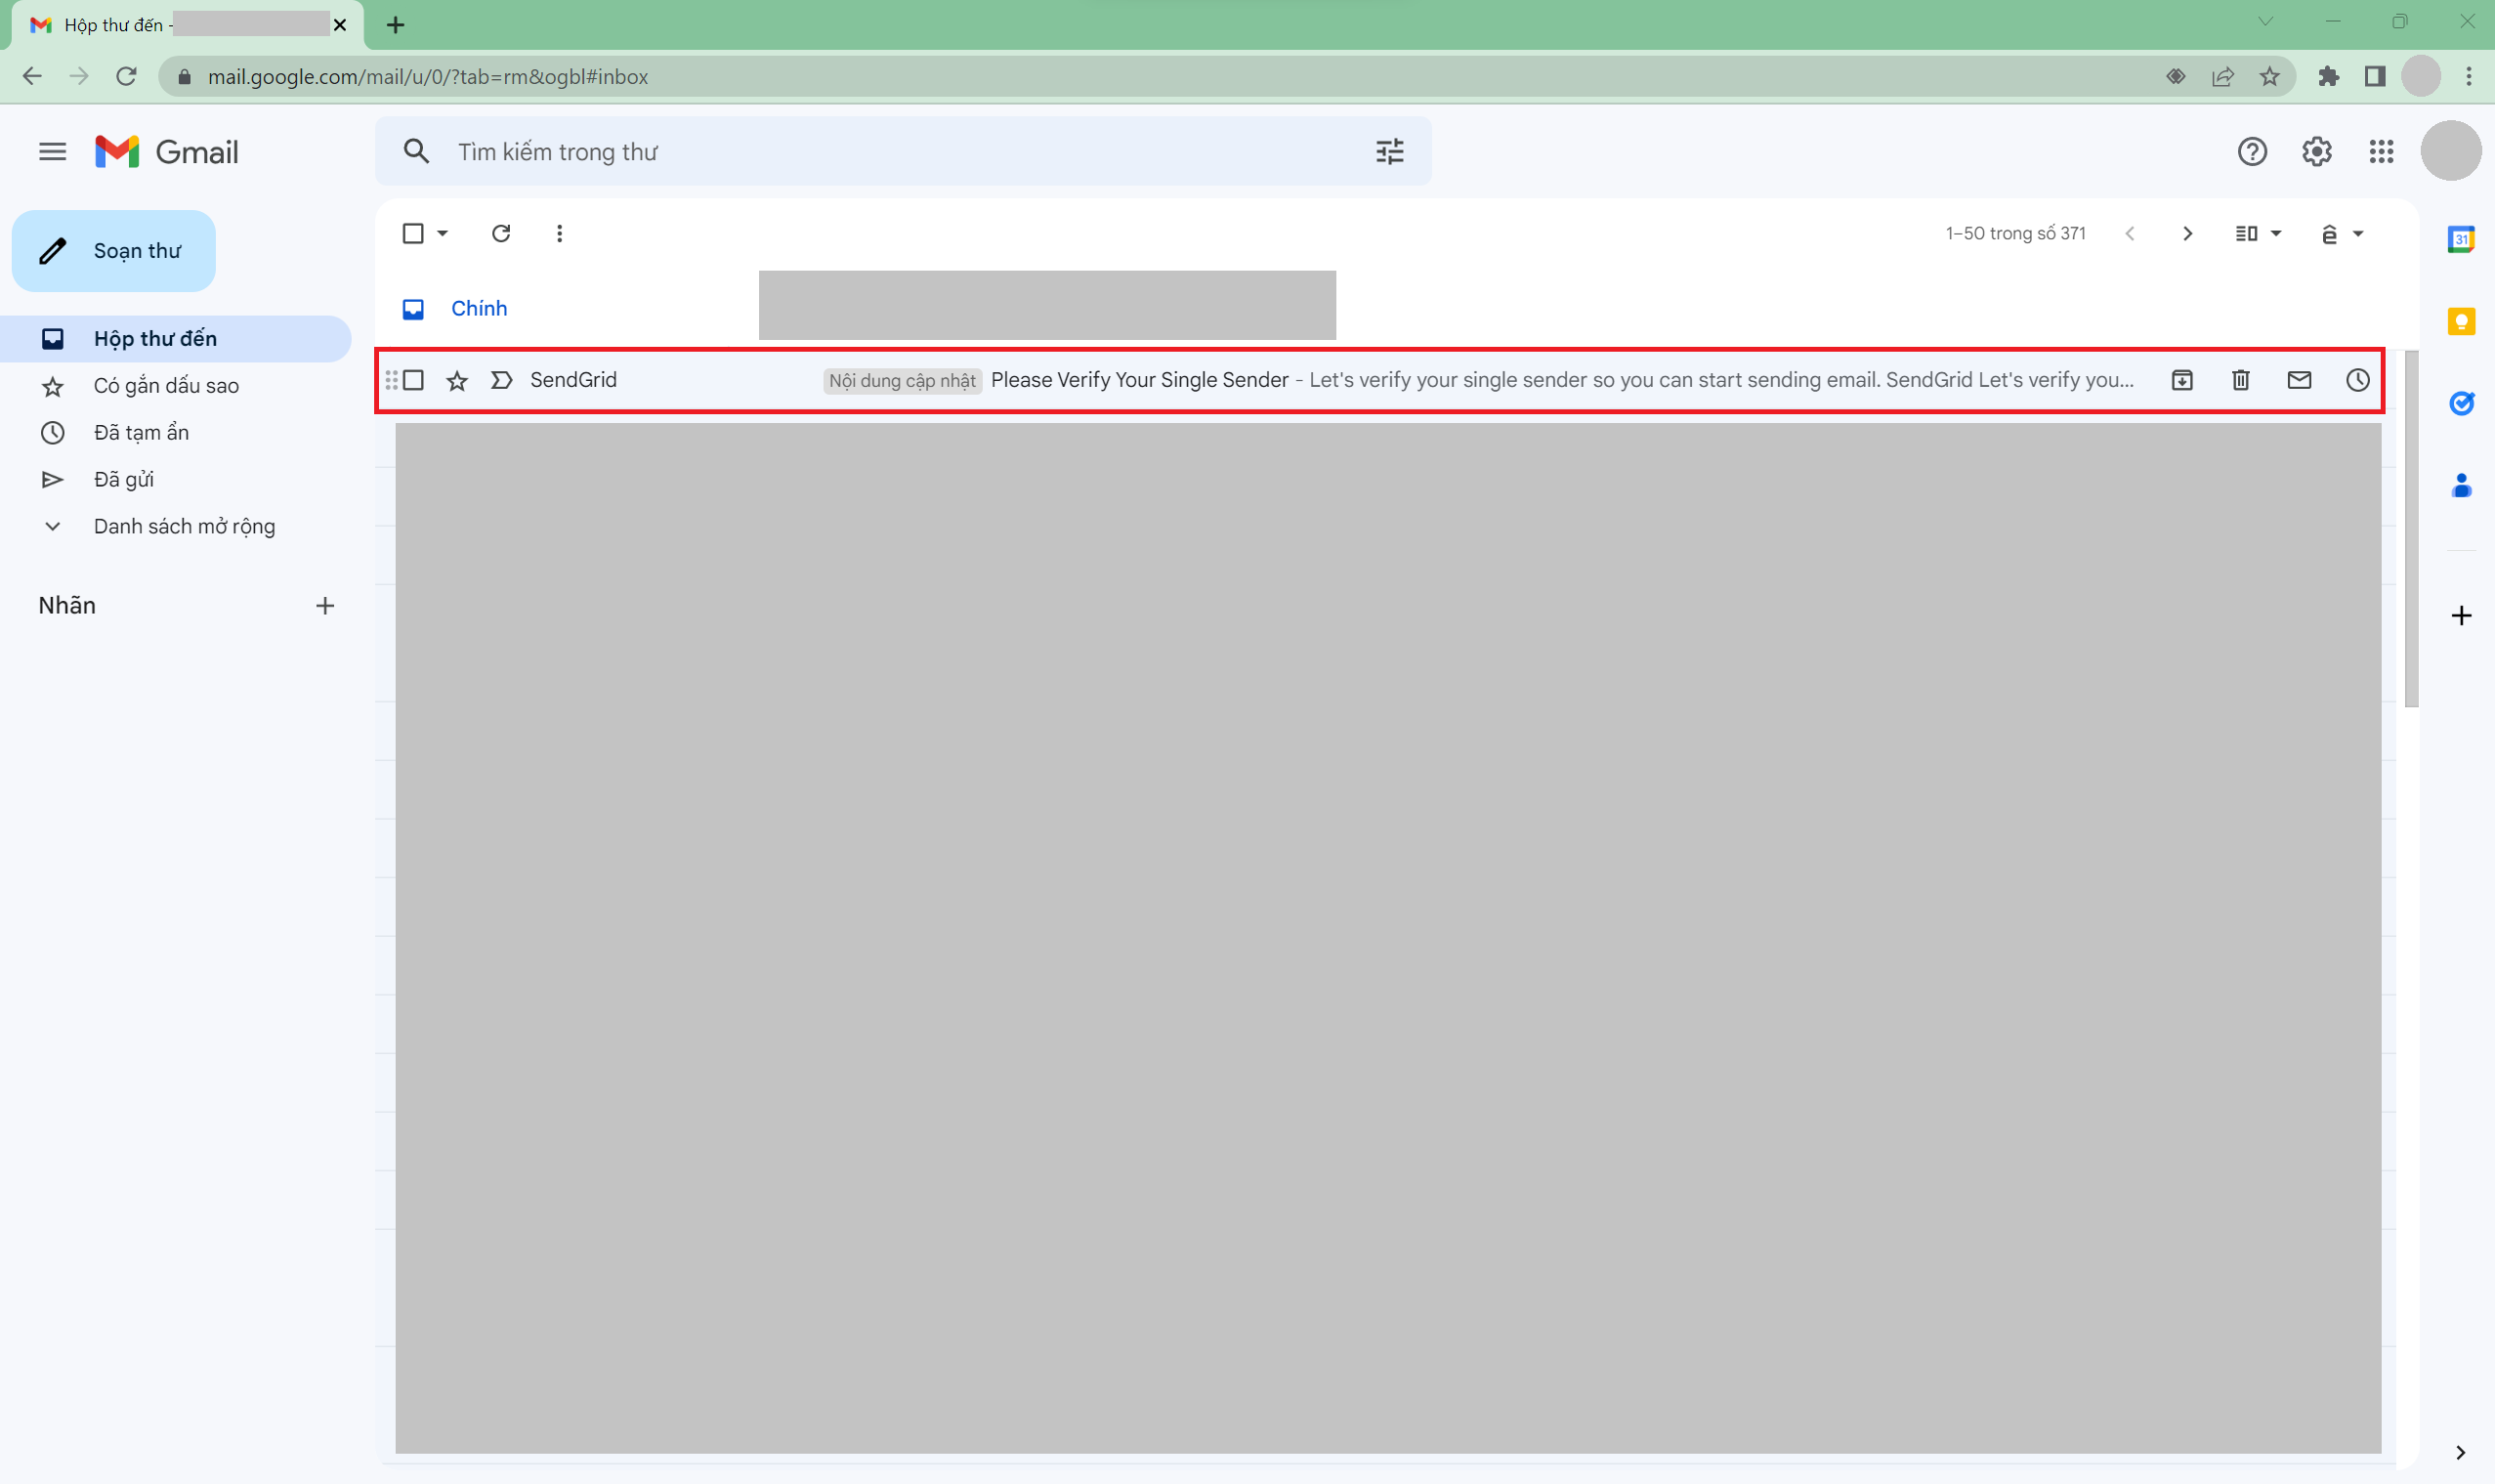 Hộp thư đến -
mail.google.com/mail/u/0/?tab=rm&ogbl#inbox
Gmail
Tìm kiếm trong thư
Soạn thư
1–50 trong số 371
Chính
Hộp thư đến
SendGrid Nội dung cập nhật Please Verify Your Single Sender - Let's verify your single sender so you can start sending email. SendGrid Let's verify you...
Có gắn dấu sao
Đã tạm ẩn
Đã gửi
Danh sách mở rộng
Nhãn
31
ê